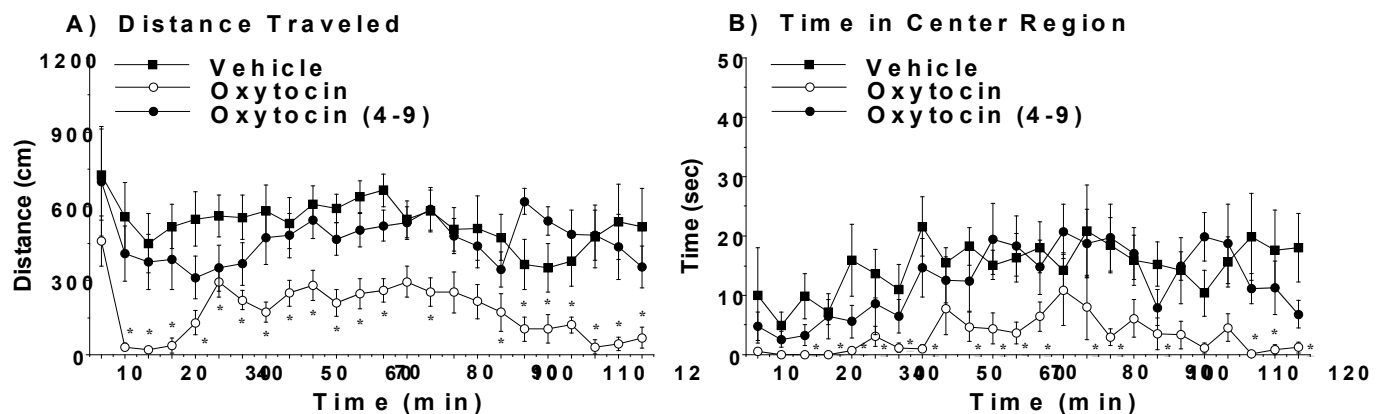 A) Distance Traveled
1200
900
600
300
0
Distance (cm)
Vehicle
Oxytocin
Oxytocin (4-9)
10 20 30 40 50 60 70 80 90 100 110 12
Time (min)
B) Time in Center Region
50
40
30
20
10
0
Time (sec)
Vehicle
Oxytocin
Oxytocin (4-9)
10 20 30 40 50 60 70 80 90 100 110 120
Time (min)